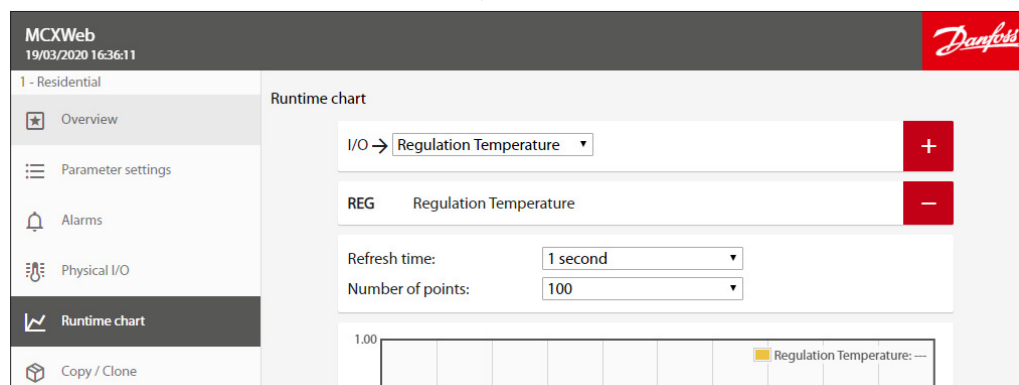 MCXWeb
19/03/2020 16:36:11
Danfoss
1 - Residential
Overview
Parameter settings
Alarms
Physical I/O
Runtime chart
Copy / Clone
Runtime chart
I/O → Regulation Temperature ▼ +
REG Regulation Temperature −
Refresh time: 1 second ▼
Number of points: 100 ▼
1.00
Regulation Temperature: ---